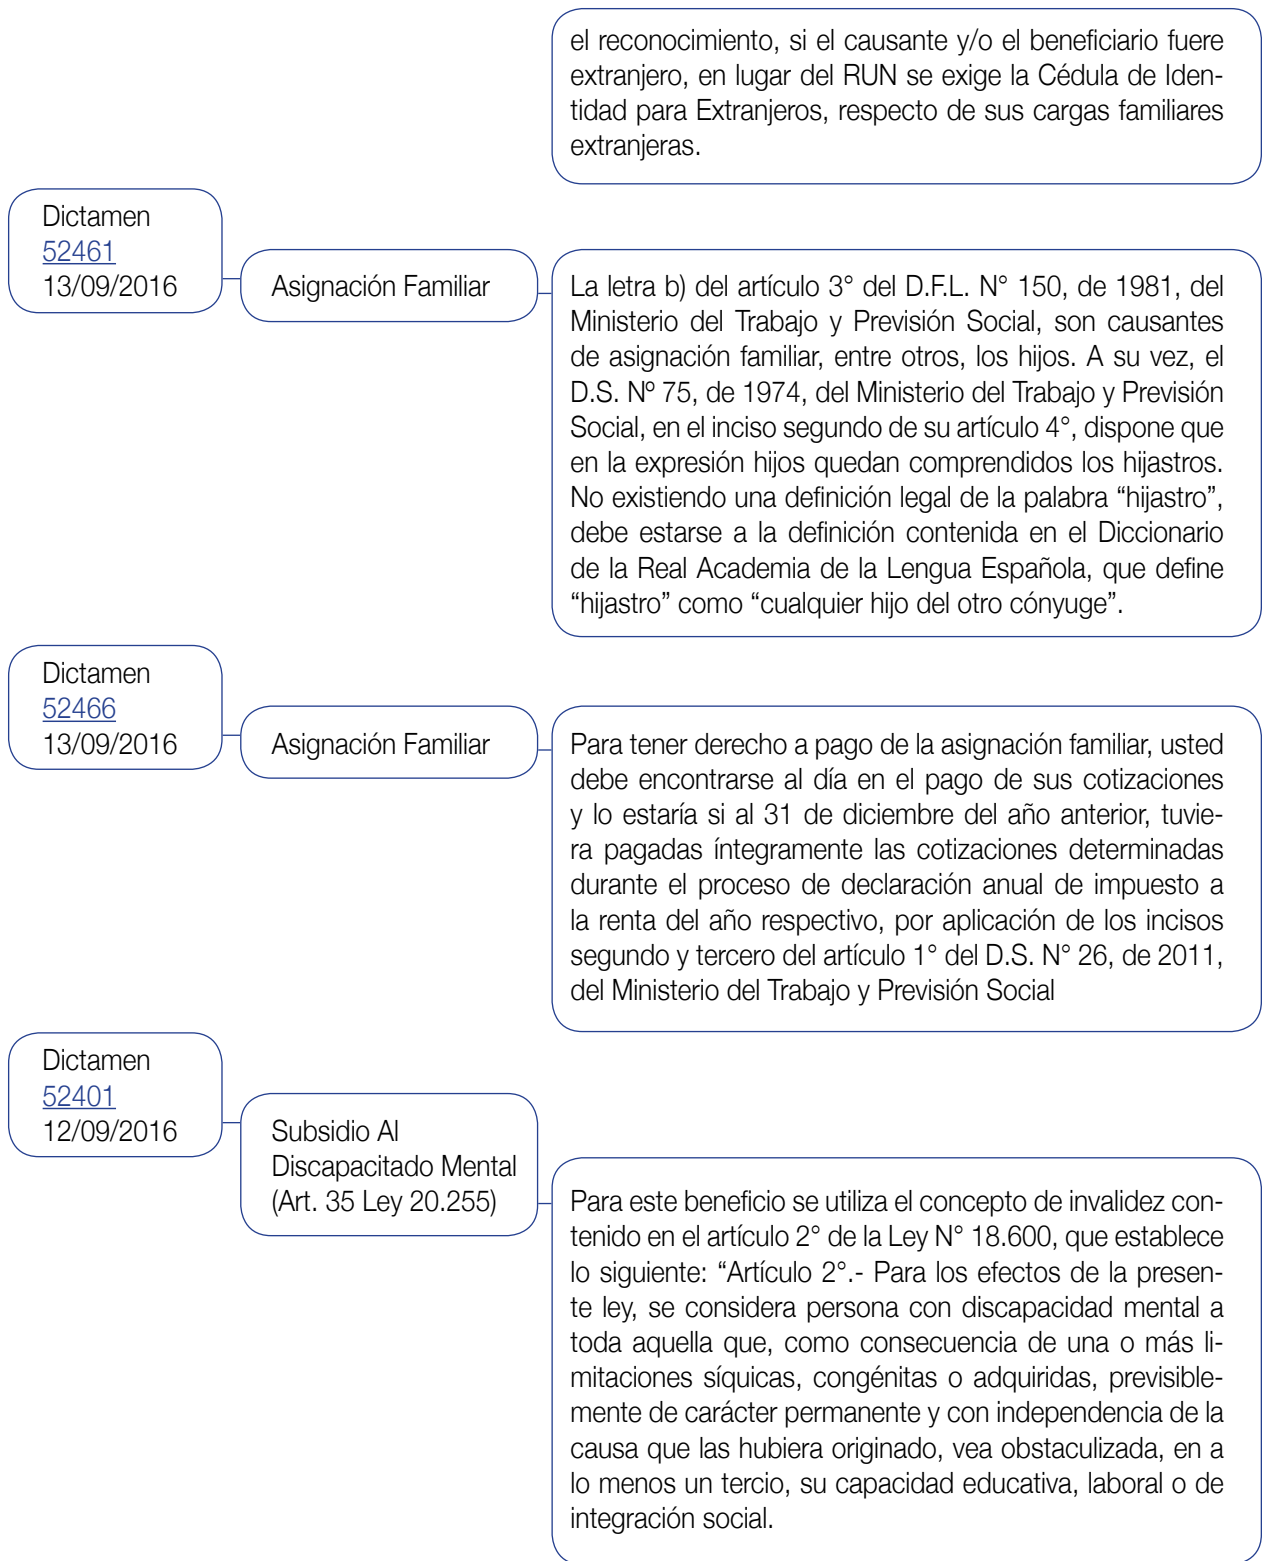 el reconocimiento, si el causante y/o el beneficiario fuere
extranjero, en lugar del RUN se exige la Cédula de Iden-
tidad para Extranjeros, respecto de sus cargas familiares
extranjeras.
Dictamen
52461
13/09/2016
Asignación Familiar
La letra b) del artículo 3° del D.F.L. N° 150, de 1981, del
Ministerio del Trabajo y Previsión Social, son causantes
de asignación familiar, entre otros, los hijos. A su vez, el
D.S. Nº 75, de 1974, del Ministerio del Trabajo y Previsión
Social, en el inciso segundo de su artículo 4°, dispone que
en la expresión hijos quedan comprendidos los hijastros.
No existiendo una definición legal de la palabra “hijastro”,
debe estarse a la definición contenida en el Diccionario
de la Real Academia de la Lengua Española, que define
“hijastro” como “cualquier hijo del otro cónyuge”.
Dictamen
52466
13/09/2016
Asignación Familiar
Para tener derecho a pago de la asignación familiar, usted
debe encontrarse al día en el pago de sus cotizaciones
y lo estaría si al 31 de diciembre del año anterior, tuvie-
ra pagadas íntegramente las cotizaciones determinadas
durante el proceso de declaración anual de impuesto a
la renta del año respectivo, por aplicación de los incisos
segundo y tercero del artículo 1° del D.S. N° 26, de 2011,
del Ministerio del Trabajo y Previsión Social
Dictamen
52401
12/09/2016
Subsidio Al
Discapacitado Mental
(Art. 35 Ley 20.255)
Para este beneficio se utiliza el concepto de invalidez con-
tenido en el artículo 2° de la Ley N° 18.600, que establece
lo siguiente: “Artículo 2°.- Para los efectos de la presen-
te ley, se considera persona con discapacidad mental a
toda aquella que, como consecuencia de una o más li-
mitaciones síquicas, congénitas o adquiridas, previsible-
mente de carácter permanente y con independencia de la
causa que las hubiera originado, vea obstaculizada, en a
lo menos un tercio, su capacidad educativa, laboral o de
integración social.